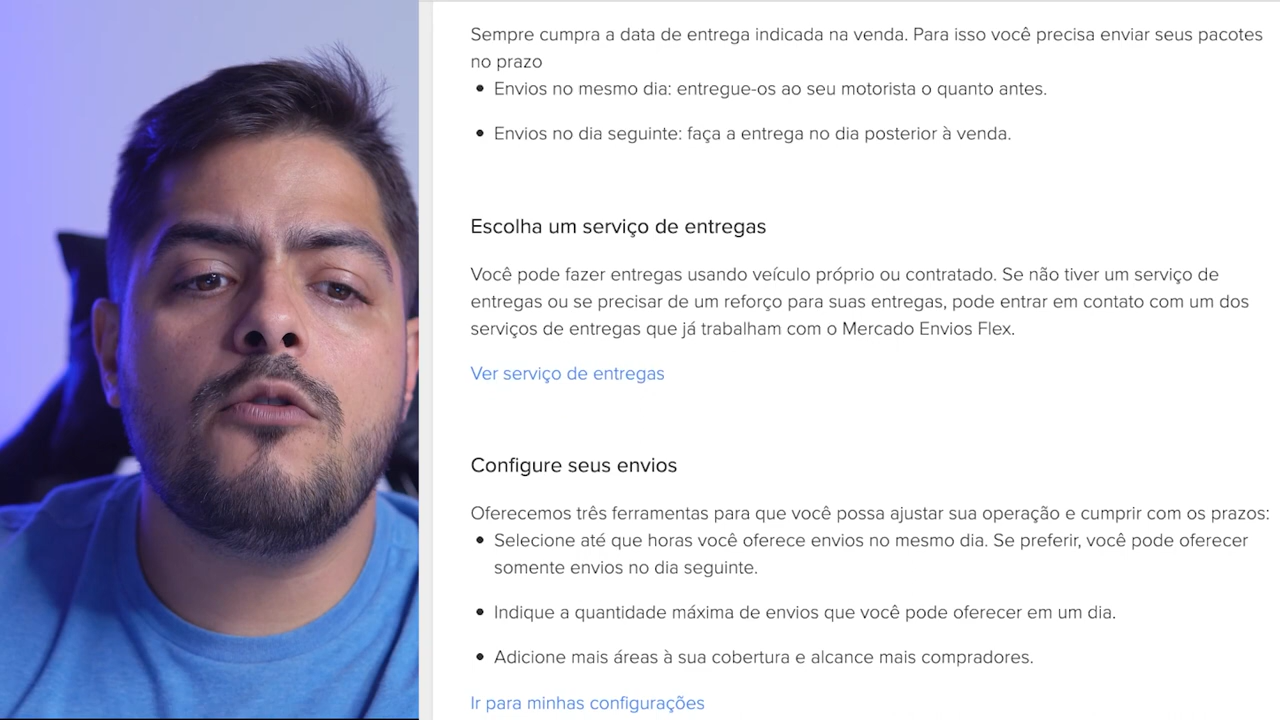 Sempre cumpra a data de entrega indicada na venda. Para isso você precisa enviar seus pacotes
no prazo
• Envios no mesmo dia: entregue-os ao seu motorista o quanto antes.
• Envios no dia seguinte: faça a entrega no dia posterior à venda.
Escolha um serviço de entregas
Você pode fazer entregas usando veículo próprio ou contratado. Se não tiver um serviço de
entregas ou se precisar de um reforço para suas entregas, pode entrar em contato com um dos
serviços de entregas que já trabalham com o Mercado Envios Flex.
Ver serviço de entregas
Configure seus envios
Oferecemos três ferramentas para que você possa ajustar sua operação e cumprir com os prazos:
• Selecione até que horas você oferece envios no mesmo dia. Se preferir, você pode oferecer
somente envios no dia seguinte.
• Indique a quantidade máxima de envios que você pode oferecer em um dia.
• Adicione mais áreas à sua cobertura e alcance mais compradores.
Ir para minhas configurações